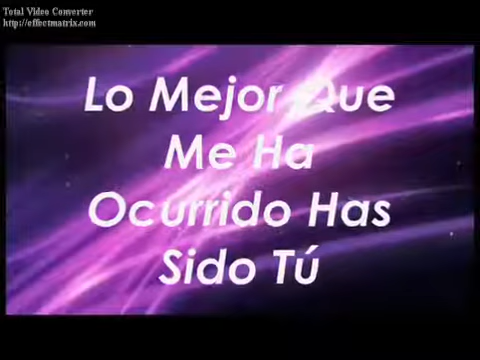 Total Video Converter
http://effectmatrix.com
Lo Mejor Que
Me Ha
Ocurrido Has
Sido Tú